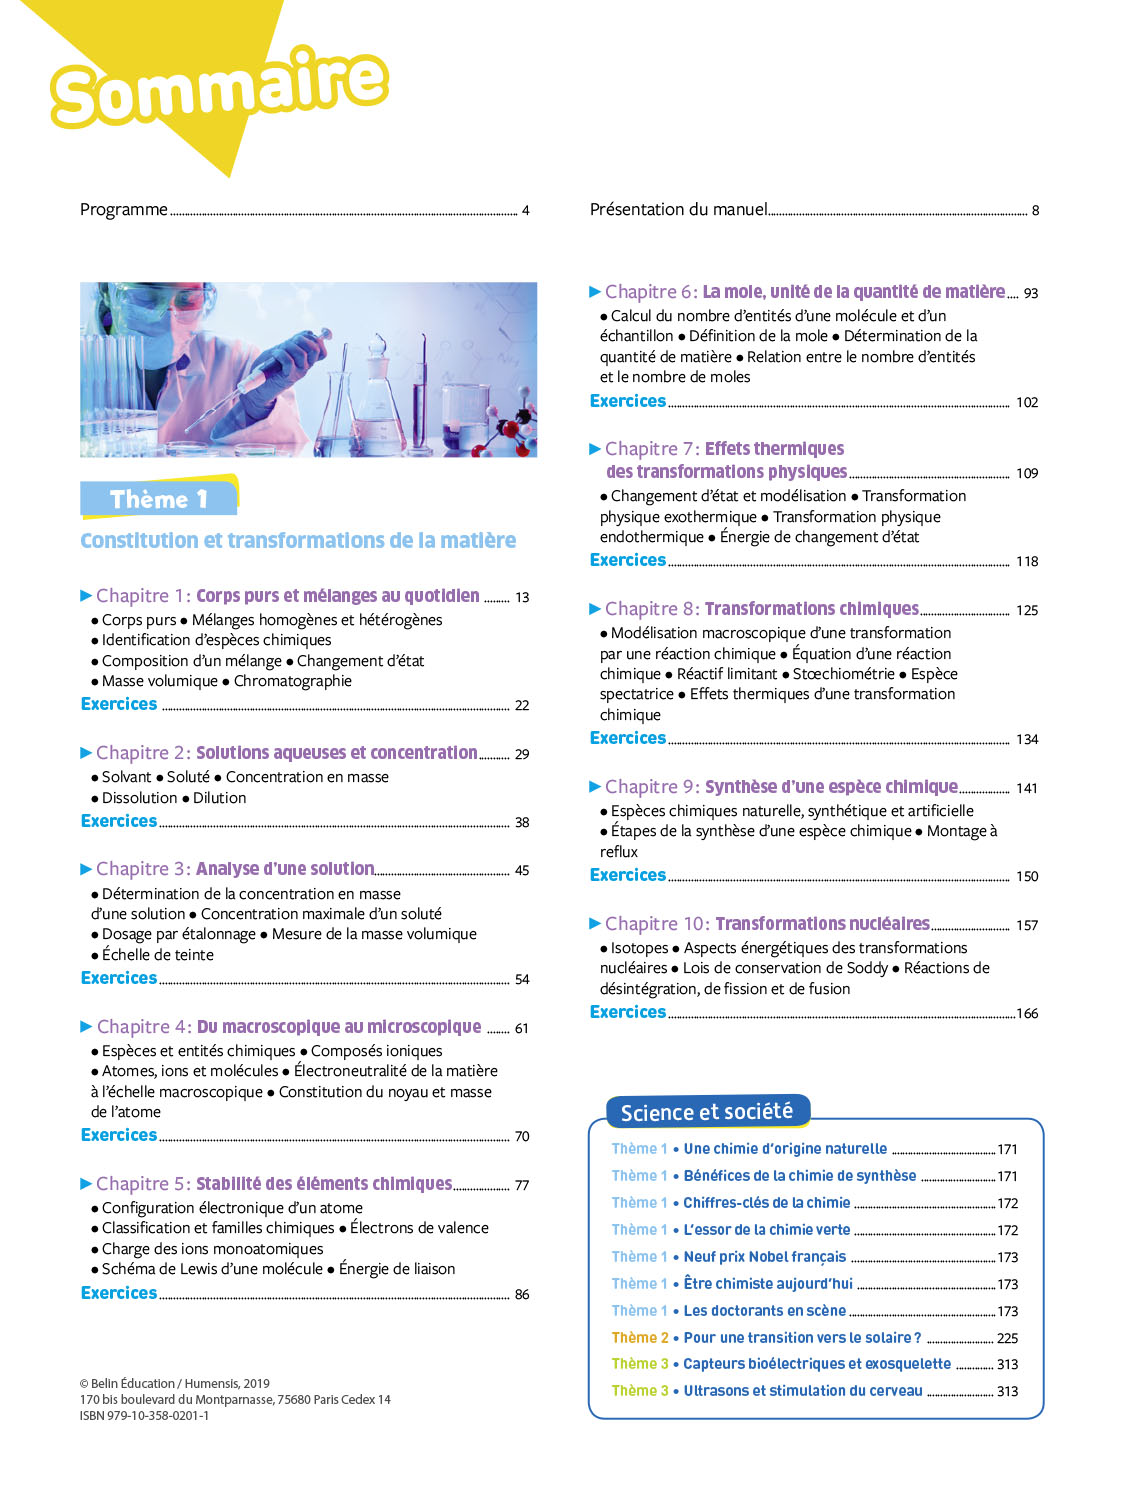 Sommaire
Programme 4
Présentation du manuel 8
Thème 1
Constitution et transformations de la matière
Chapitre 1 : Corps purs et mélanges au quotidien 13
• Corps purs • Mélanges homogènes et hétérogènes
• Identification d'espèces chimiques
• Composition d'un mélange • Changement d'état
• Masse volumique • Chromatographie
Exercices 22
Chapitre 2 : Solutions aqueuses et concentration 29
• Solvant • Soluté • Concentration en masse
• Dissolution • Dilution
Exercices 38
Chapitre 3 : Analyse d'une solution 45
• Détermination de la concentration en masse
d'une solution • Concentration maximale d'un soluté
• Dosage par étalonnage • Mesure de la masse volumique
• Échelle de teinte
Exercices 54
Chapitre 4 : Du macroscopique au microscopique 61
• Espèces et entités chimiques • Composés ioniques
• Atomes, ions et molécules • Électroneutralité de la matière
à l'échelle macroscopique • Constitution du noyau et masse
de l'atome
Exercices 70
Chapitre 5 : Stabilité des éléments chimiques 77
• Configuration électronique d'un atome
• Classification et familles chimiques • Électrons de valence
• Charge des ions monoatomiques
• Schéma de Lewis d'une molécule • Énergie de liaison
Exercices 86
© Belin Éducation / Humensis, 2019
170 bis boulevard du Montparnasse, 75680 Paris Cedex 14
ISBN 979-10-358-0201-1
Chapitre 6 : La mole, unité de la quantité de matière 93
• Calcul du nombre d'entités d'une molécule et d'un
échantillon • Définition de la mole • Détermination de la
quantité de matière • Relation entre le nombre d'entités
et le nombre de moles
Exercices 102
Chapitre 7 : Effets thermiques
des transformations physiques 109
• Changement d'état et modélisation • Transformation
physique exothermique • Transformation physique
endothermique • Énergie de changement d'état
Exercices 118
Chapitre 8 : Transformations chimiques 125
• Modélisation macroscopique d'une transformation
par une réaction chimique • Équation d'une réaction
chimique • Réactif limitant • Stœchiométrie • Espèce
spectatrice • Effets thermiques d'une transformation
chimique
Exercices 134
Chapitre 9 : Synthèse d'une espèce chimique 141
• Espèces chimiques naturelle, synthétique et artificielle
• Étapes de la synthèse d'une espèce chimique • Montage à
reflux
Exercices 150
Chapitre 10 : Transformations nucléaires 157
• Isotopes • Aspects énergétiques des transformations
nucléaires • Lois de conservation de Soddy • Réactions de
désintégration, de fission et de fusion
Exercices 166
Science et société
Thème 1 • Une chimie d'origine naturelle 171
Thème 1 • Bénéfices de la chimie de synthèse 171
Thème 1 • Chiffres-clés de la chimie 172
Thème 1 • L'essor de la chimie verte 172
Thème 1 • Neuf prix Nobel français 173
Thème 1 • Être chimiste aujourd'hui 173
Thème 1 • Les doctorants en scène 173
Thème 2 • Pour une transition vers le solaire ? 225
Thème 3 • Capteurs bioélectriques et exosquelette 313
Thème 3 • Ultrasons et stimulation du cerveau 313